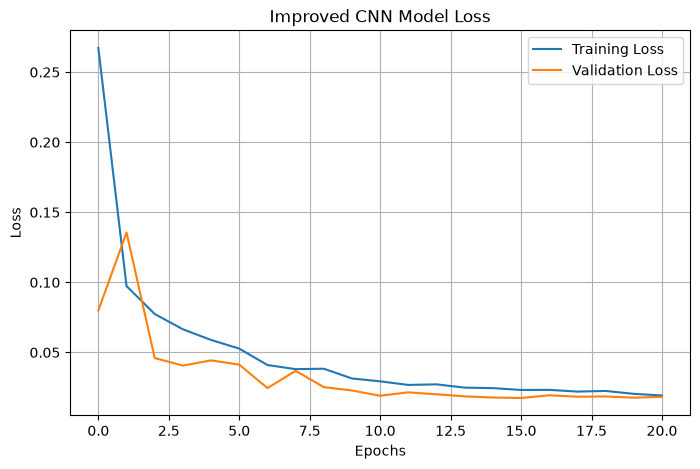 Improved CNN Model Loss
Training Loss
Validation Loss
0.25
0.20
0.15
0.10
0.05
Loss
0.0 2.5 5.0 7.5 10.0 12.5 15.0 17.5 20.0
Epochs